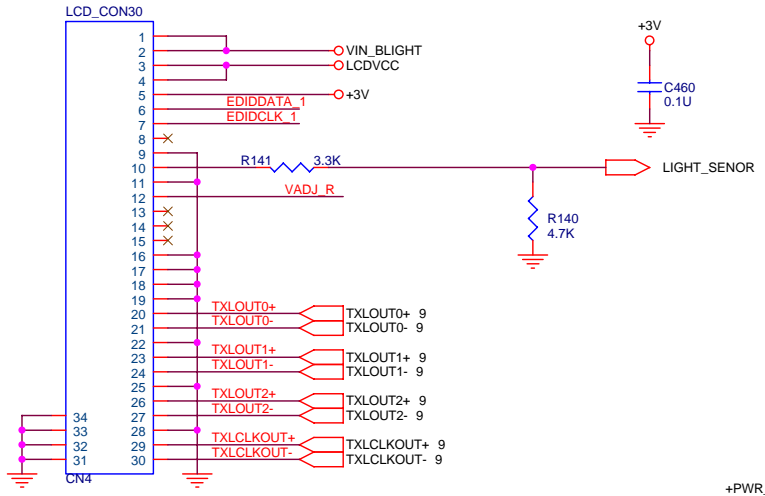 LCD_CON30
1
2
VIN_BLIGHT
3
LCDVCC
4
5
+3V
6
EDIDDATA_1
7
EDIDCLK_1
8
9
10
R141
3.3K
LIGHT_SENOR
11
12
VADJ_R
13
14
15
16
17
18
19
20
TXLOUT0+
TXLOUT0+ 9
21
TXLOUT0-
TXLOUT0- 9
22
23
TXLOUT1+
TXLOUT1+ 9
24
TXLOUT1-
TXLOUT1- 9
25
26
TXLOUT2+
TXLOUT2+ 9
27
TXLOUT2-
TXLOUT2- 9
28
29
TXLCLKOUT+
TXLCLKOUT+ 9
30
TXLCLKOUT-
TXLCLKOUT- 9
34
33
32
31
CN4
+3V
C460
0.1U
R140
4.7K
+PWR